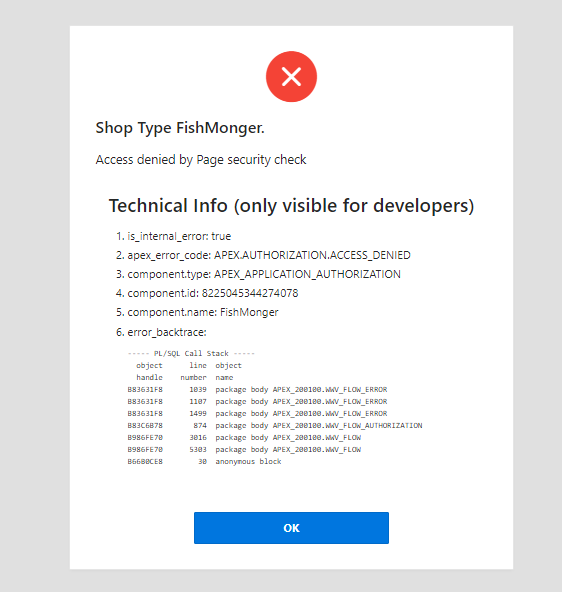 Shop Type FishMonger.
Access denied by Page security check
Technical Info (only visible for developers)
1. is_internal_error: true
2. apex_error_code: APEX.AUTHORIZATION.ACCESS_DENIED
3. component.type: APEX_APPLICATION_AUTHORIZATION
4. component.id: 8225045344274078
5. component.name: FishMonger
6. error_backtrace:
----- PL/SQL Call Stack -----
object line object
handle number name
B83631F8 1039 package body APEX_200100.WWV_FLOW_ERROR
B83631F8 1107 package body APEX_200100.WWV_FLOW_ERROR
B83631F8 1499 package body APEX_200100.WWV_FLOW_ERROR
B83C6B78 874 package body APEX_200100.WWV_FLOW_AUTHORIZATION
B986FE70 3016 package body APEX_200100.WWV_FLOW
B986FE70 5303 package body APEX_200100.WWV_FLOW
B66B0CE8 30 anonymous block
OK